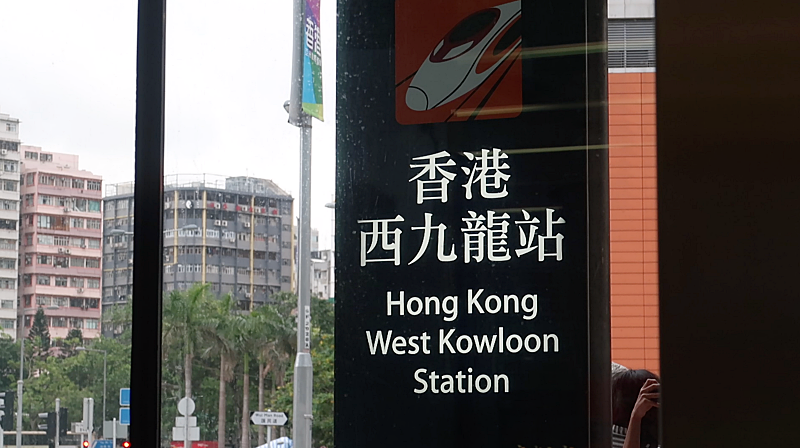 香港
西九龍站
Hong Kong
West Kowloon
Station